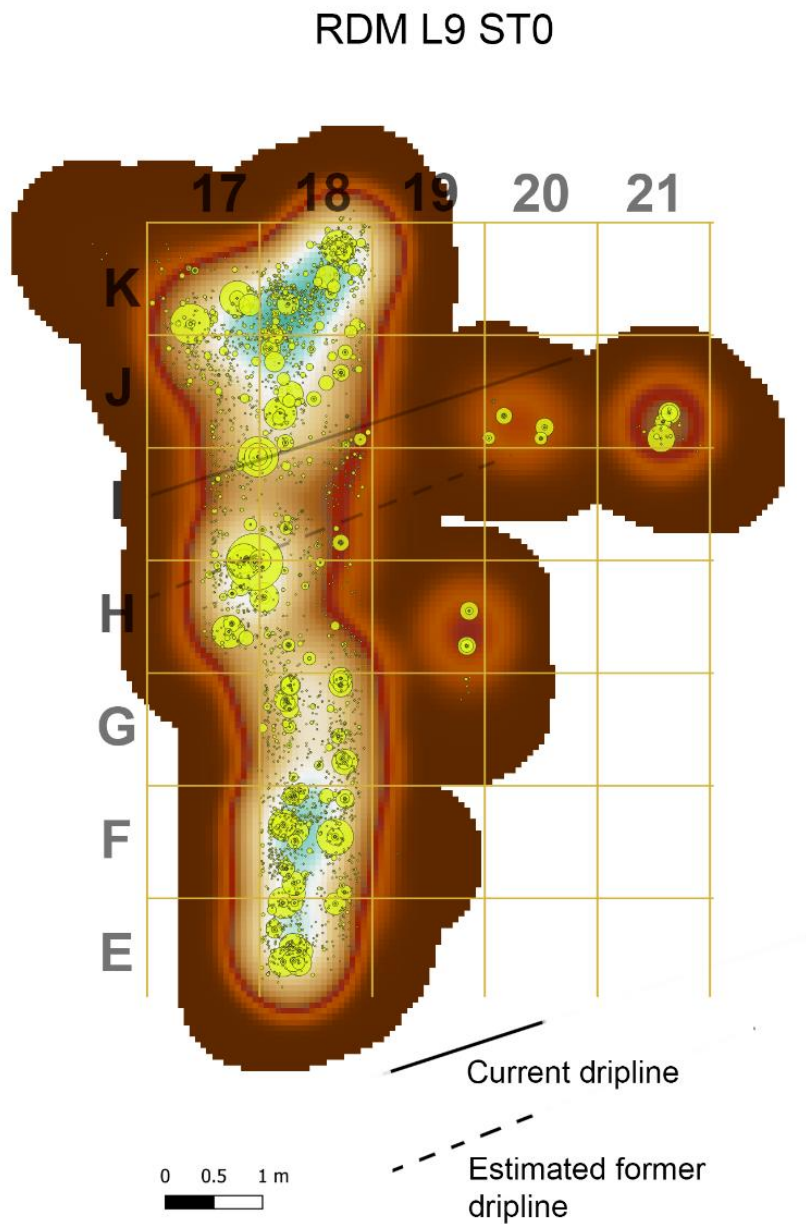 RDM L9 ST0
17 18 19 20 21
K
J
I
H
G
F
E
Current dripline
0 0.5 1 m
Estimated former
dripline